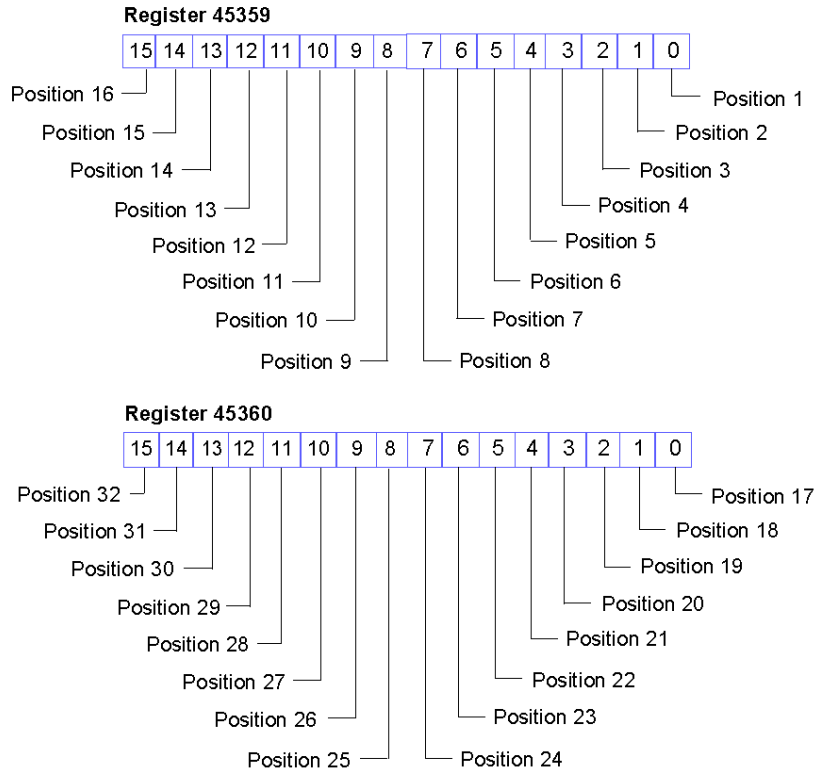 Register 45359
15 14 13 12 11 10 9 8 7 6 5 4 3 2 1 0
Position 16
Position 1
Position 15
Position 2
Position 14
Position 3
Position 13
Position 4
Position 12
Position 5
Position 11
Position 6
Position 10
Position 7
Position 9
Position 8
Register 45360
15 14 13 12 11 10 9 8 7 6 5 4 3 2 1 0
Position 32
Position 17
Position 31
Position 18
Position 30
Position 19
Position 29
Position 20
Position 28
Position 21
Position 27
Position 22
Position 26
Position 23
Position 25
Position 24